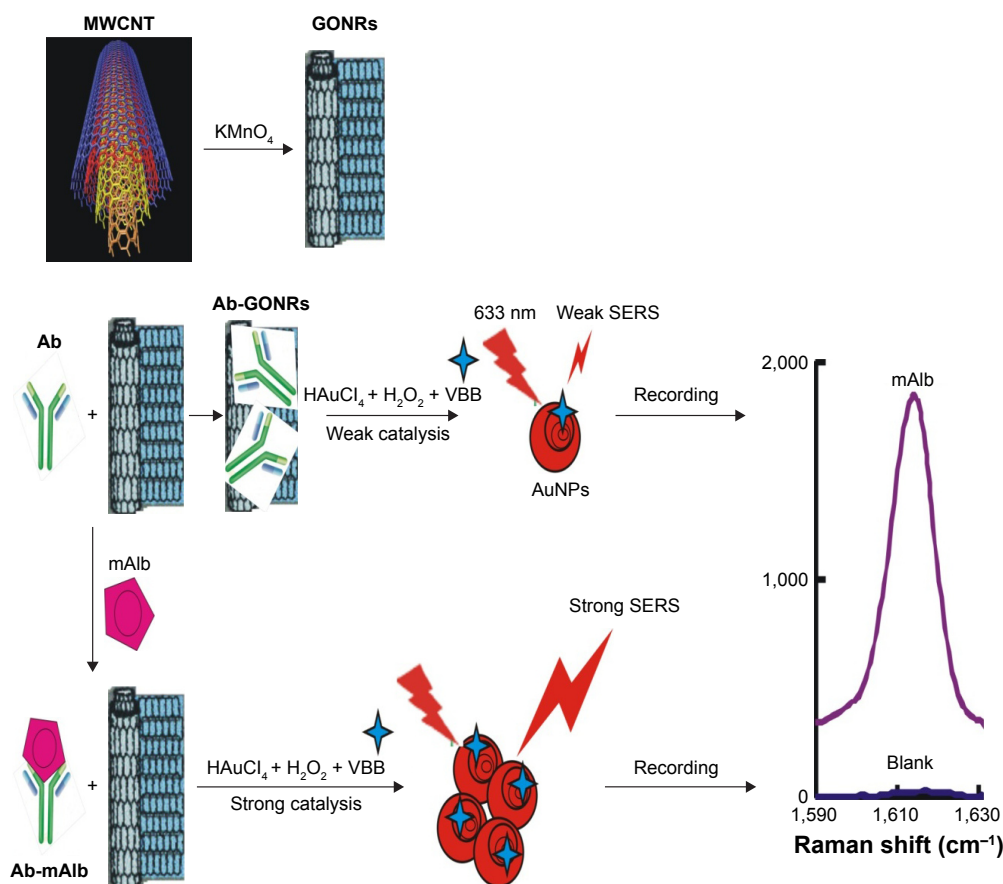 MWCNT
GONRs
KMnO₄
Ab
+
Ab-GONRs
HAuCl₄ + H₂O₂ + VBB
Weak catalysis
633 nm
Weak SERS
AuNPs
Recording
mAlb
Ab-mAlb
+
HAuCl₄ + H₂O₂ + VBB
Strong catalysis
Strong SERS
Recording
2,000
1,000
0
mAlb
Blank
1,590
1,610
1,630
Raman shift (cm⁻¹)